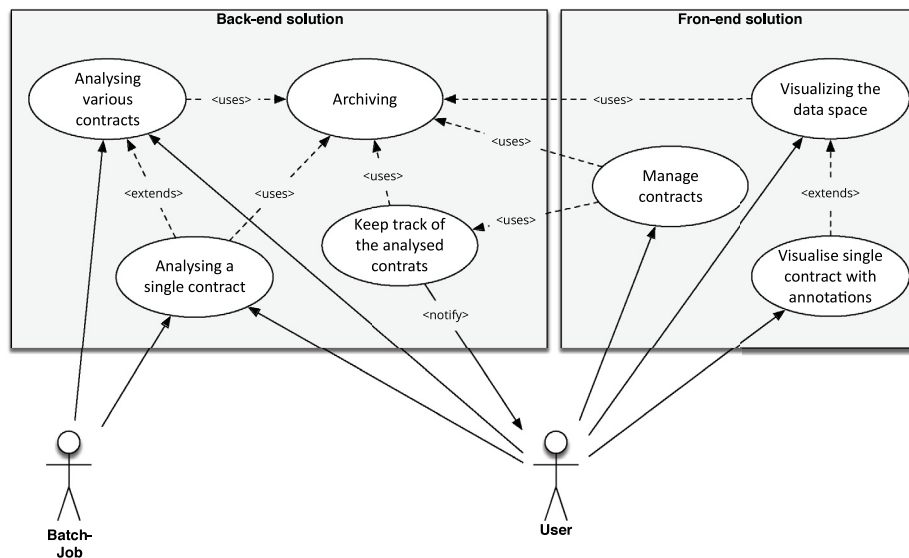 Back-end solution
Fron-end solution
Analysing
various
contracts
<uses>
Archiving
<uses>
Visualizing the
data space
<uses>
<extends>
<uses>
<uses>
Manage
contracts
<extends>
Keep track of
the analysed
contrats
<uses>
Analysing a
single contract
Visualise single
contract with
annotations
<notify>
Batch-
Job
User